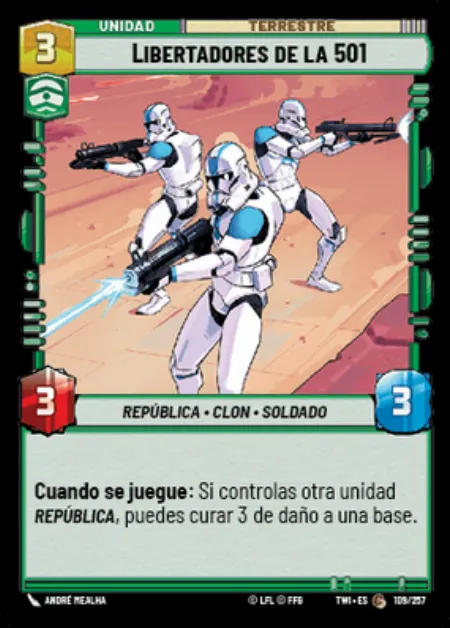 UNIDAD
TERRESTRE
3
LIBERTADORES DE LA 501
3
REPÚBLICA • CLON • SOLDADO
3
Cuando se juegue: Si controlas otra unidad
REPÚBLICA, puedes curar 3 de daño a una base.
ANDRÉ MEALHA
© LFL © FFG
TWI • ES
C
109/257